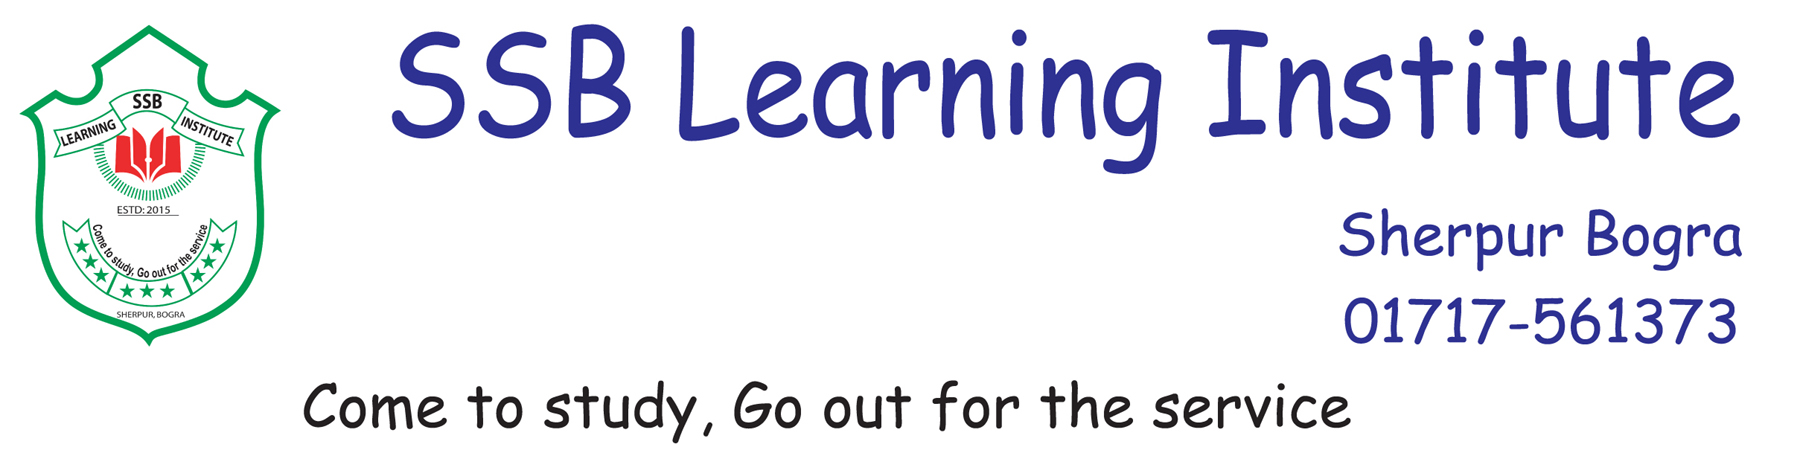 SSB
LEARNING INSTITUTE
ESTD: 2015
Come to study, Go out for the service
SHERPUR, BOGRA
SSB Learning Institute
Sherpur Bogra
01717-561373
Come to study, Go out for the service